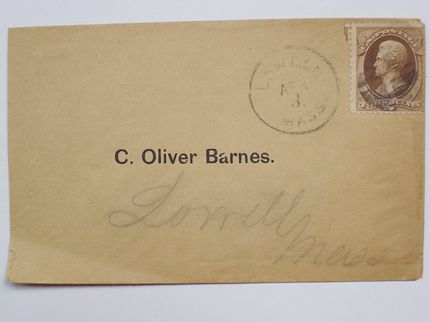 LOWELL
3
MASS.
C. Oliver Barnes.
Lowell
Mass